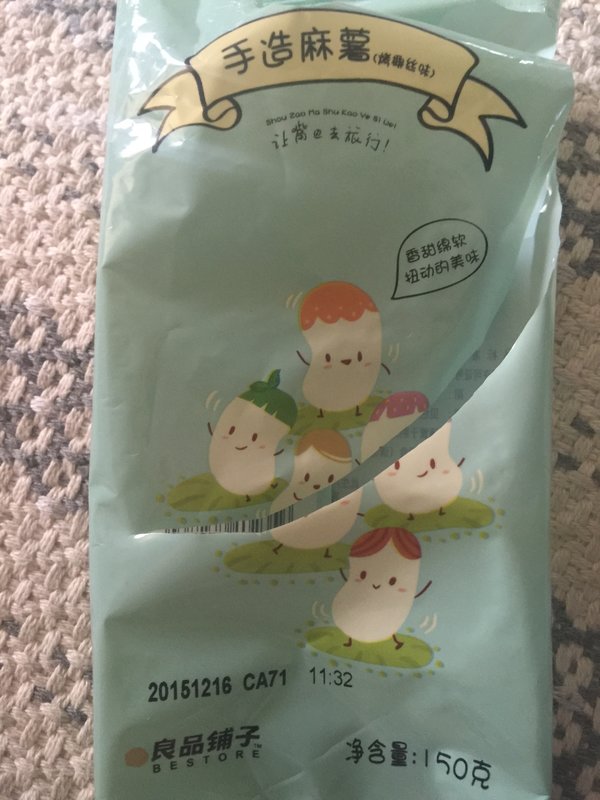 手造麻薯(烤椰丝味)
Shou Zao Ma Shu Kao Ye Si Wei
让嘴巴去旅行!
香甜绵软
扭动的美味
20151216 CA71 11:32
良品铺子™
BESTORE
净含量:150克